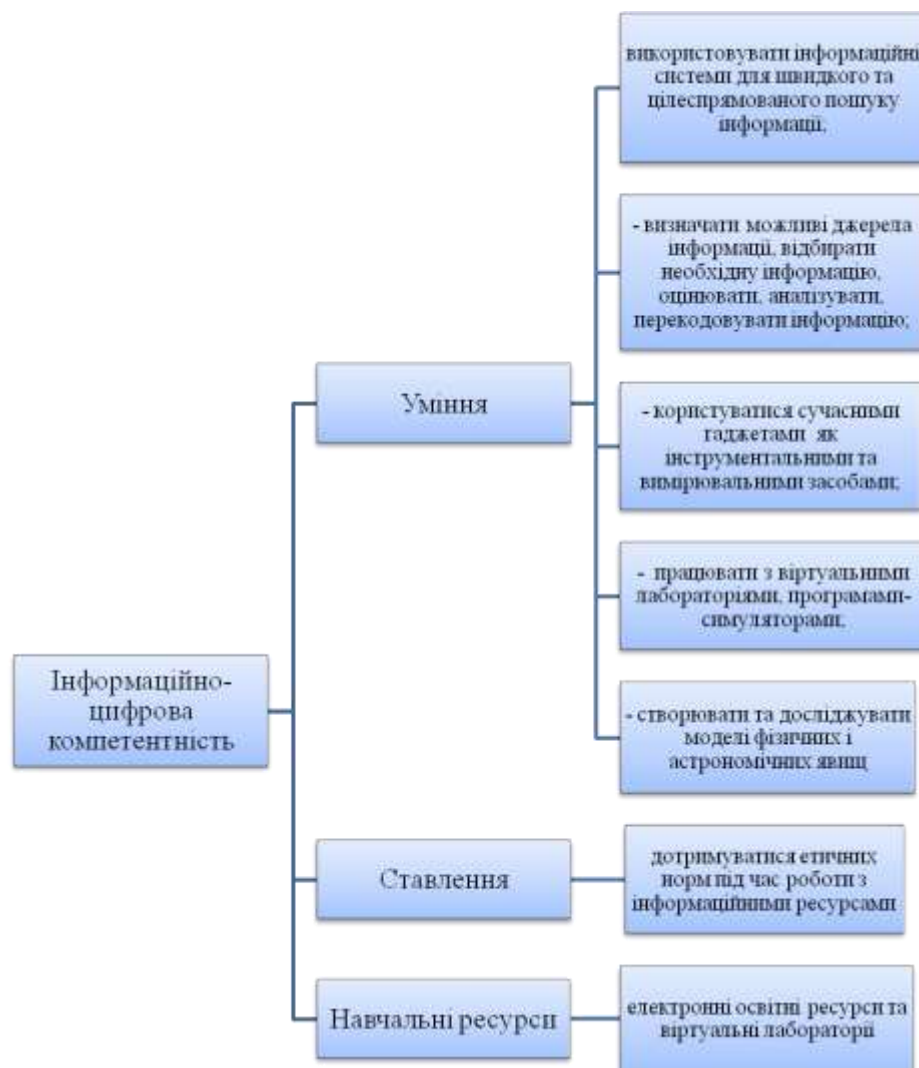 Інформаційно-
цифрова
компетентність
Уміння
використовувати інформаційні
системи для швидкого та
цілеспрямованого пошуку
інформації;
- визначати можливі джерела
інформації, відбирати
необхідну інформацію,
оцінювати, аналізувати,
перекодовувати інформацію;
- користуватися сучасними
гаджетами як
інструментальними та
вимірювальними засобами;
- працювати з віртуальними
лабораторіями, програмами-
симуляторами;
- створювати та досліджувати
моделі фізичних і
астрономічних явищ
Ставлення
дотримуватися етичних
норм під час роботи з
інформаційними ресурсами
Навчальні ресурси
електронні освітні ресурси та
віртуальні лабораторії